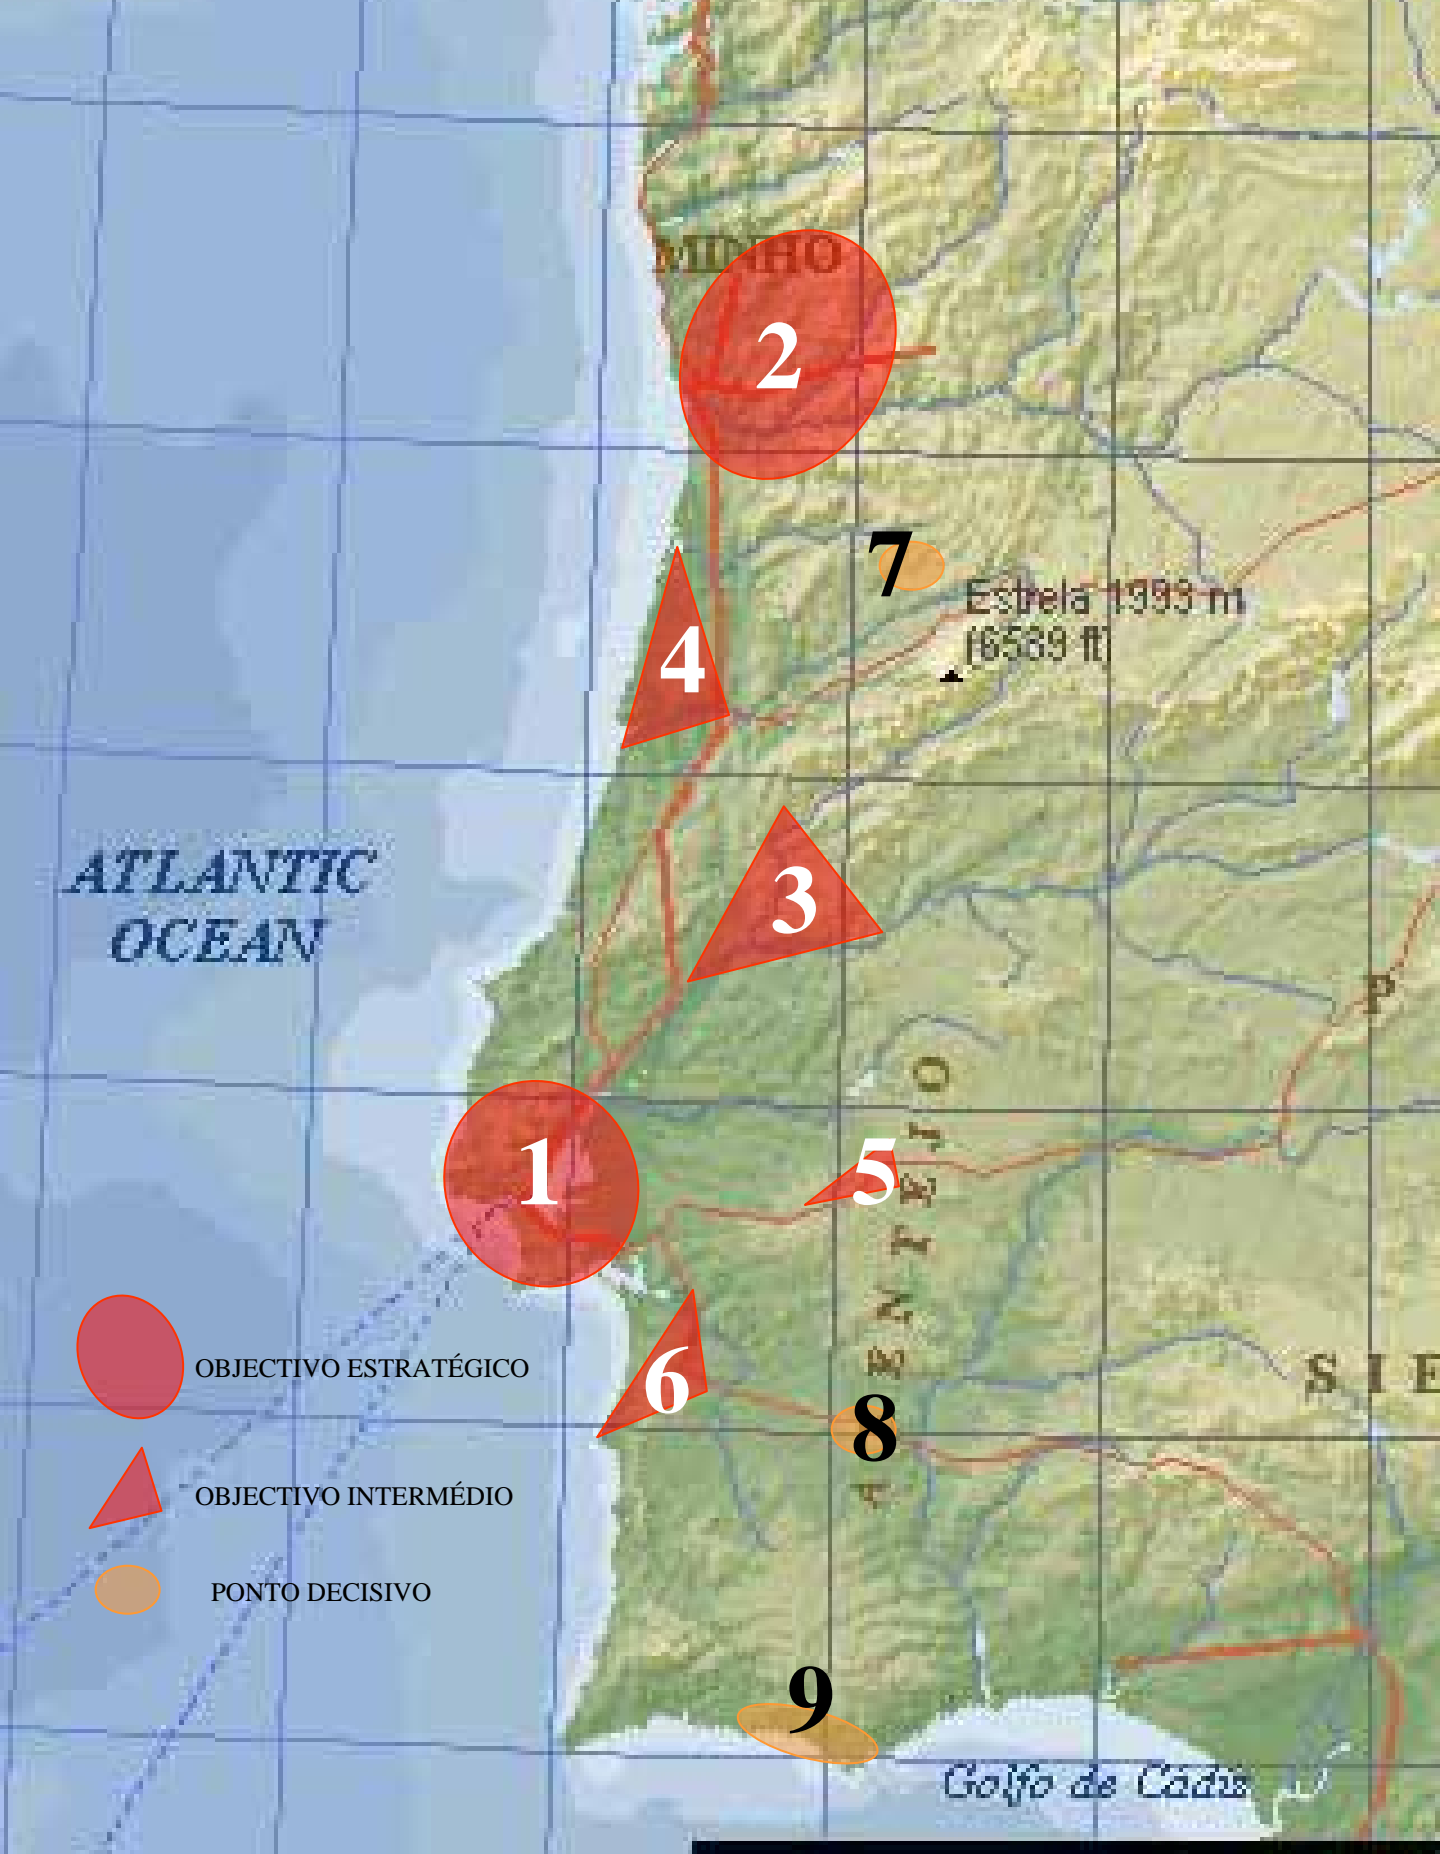 MINHO
2
7
Estrela 1993 m
(6539 ft)
4
ATLANTIC
OCEAN
3
P
ALENTEJO
1
5
6
8
S I E
OBJECTIVO ESTRATÉGICO
OBJECTIVO INTERMÉDIO
PONTO DECISIVO
9
Golfo de Cádiz